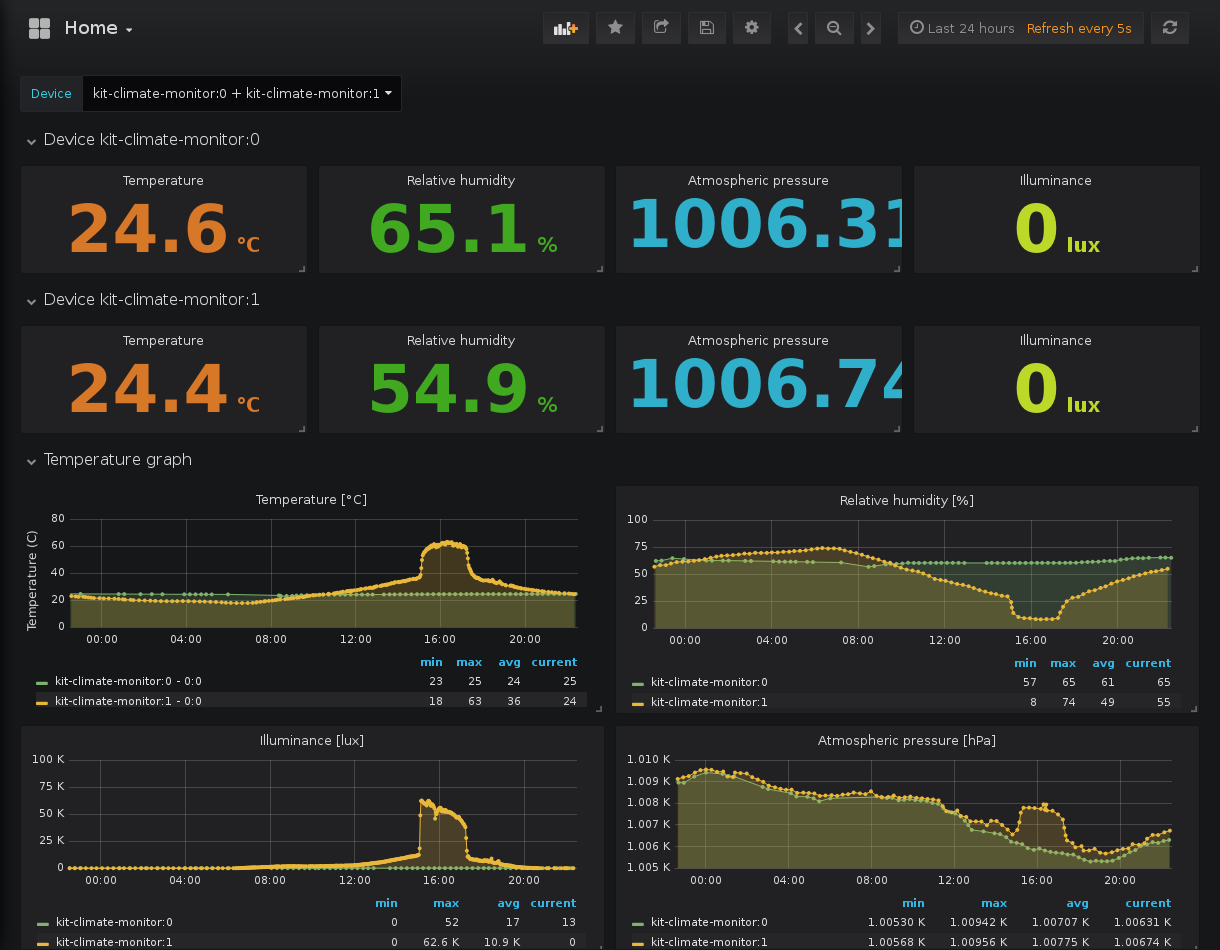 Home
Last 24 hours Refresh every 5s
Device kit-climate-monitor:0 + kit-climate-monitor:1
Device kit-climate-monitor:0
Temperature Relative humidity Atmospheric pressure Illuminance
24.6 °C 65.1 % 1006.31 0 lux
Device kit-climate-monitor:1
Temperature Relative humidity Atmospheric pressure Illuminance
24.4 °C 54.9 % 1006.74 0 lux
Temperature graph
Temperature [°C]
Temperature (C)
80
60
40
20
0
00:00 04:00 08:00 12:00 16:00 20:00
min max avg current
kit-climate-monitor:0 - 0:0 23 25 24 25
kit-climate-monitor:1 - 0:0 18 63 36 24
Relative humidity [%]
100
75
50
25
0
00:00 04:00 08:00 12:00 16:00 20:00
min max avg current
kit-climate-monitor:0 57 65 61 65
kit-climate-monitor:1 8 74 49 55
Illuminance [lux]
100 K
75 K
50 K
25 K
0
00:00 04:00 08:00 12:00 16:00 20:00
min max avg current
kit-climate-monitor:0 0 52 17 13
kit-climate-monitor:1 0 62.6 K 10.9 K 0
Atmospheric pressure [hPa]
1.010 K
1.009 K
1.008 K
1.007 K
1.006 K
1.005 K
00:00 04:00 08:00 12:00 16:00 20:00
min max avg current
kit-climate-monitor:0 1.00530 K 1.00942 K 1.00707 K 1.00631 K
kit-climate-monitor:1 1.00568 K 1.00956 K 1.00775 K 1.00674 K